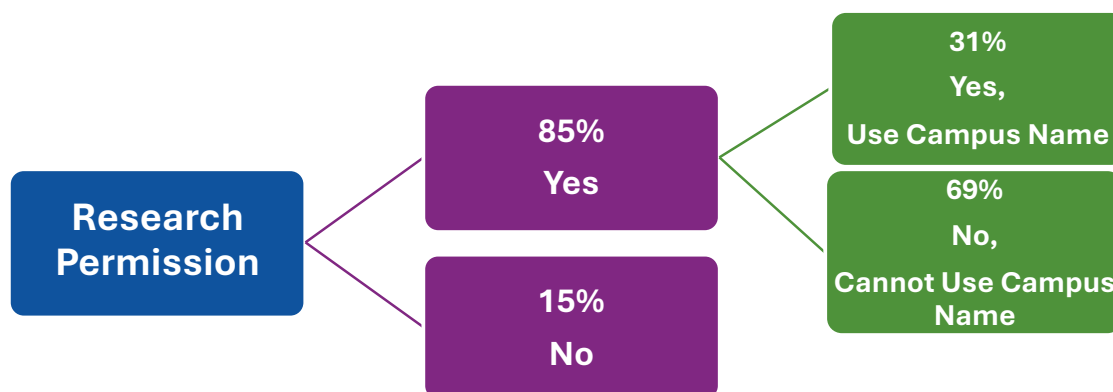 Research
Permission
85%
Yes
15%
No
31%
Yes,
Use Campus Name
69%
No,
Cannot Use Campus
Name